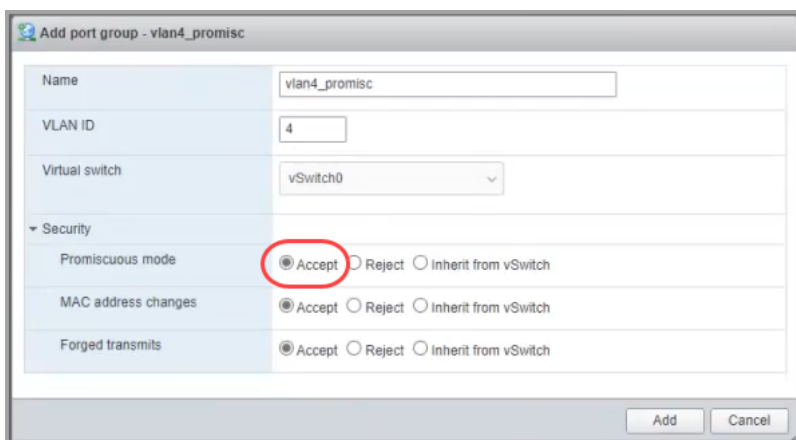 Add port group - vlan4_promisc
Name vlan4_promisc
VLAN ID 4
Virtual switch vSwitch0
Security
Promiscuous mode Accept Reject Inherit from vSwitch
MAC address changes Accept Reject Inherit from vSwitch
Forged transmits Accept Reject Inherit from vSwitch
Add Cancel